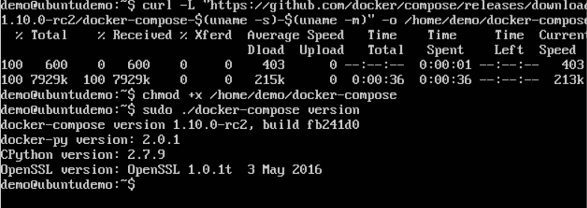 demo@ubuntudemo:~$ curl -L "https://github.com/docker/compose/releases/downloa
1.10.0-rc2/docker-compose-$(uname -s)-$(uname -m)" -o /home/demo/docker-compose
% Total % Received % Xferd Average Speed Time Time Time Current
Dload Upload Total Spent Left Speed
100 600 0 600 0 0 403 0 --:--:-- 0:00:01 --:--:-- 403
100 7929k 100 7929k 0 0 215k 0 0:00:36 0:00:36 --:--:-- 213k
demo@ubuntudemo:~$ chmod +x /home/demo/docker-compose
demo@ubuntudemo:~$ sudo ./docker-compose version
docker-compose version 1.10.0-rc2, build fb241d0
docker-py version: 2.0.1
CPython version: 2.7.9
OpenSSL version: OpenSSL 1.0.1t 3 May 2016
demo@ubuntudemo:~$